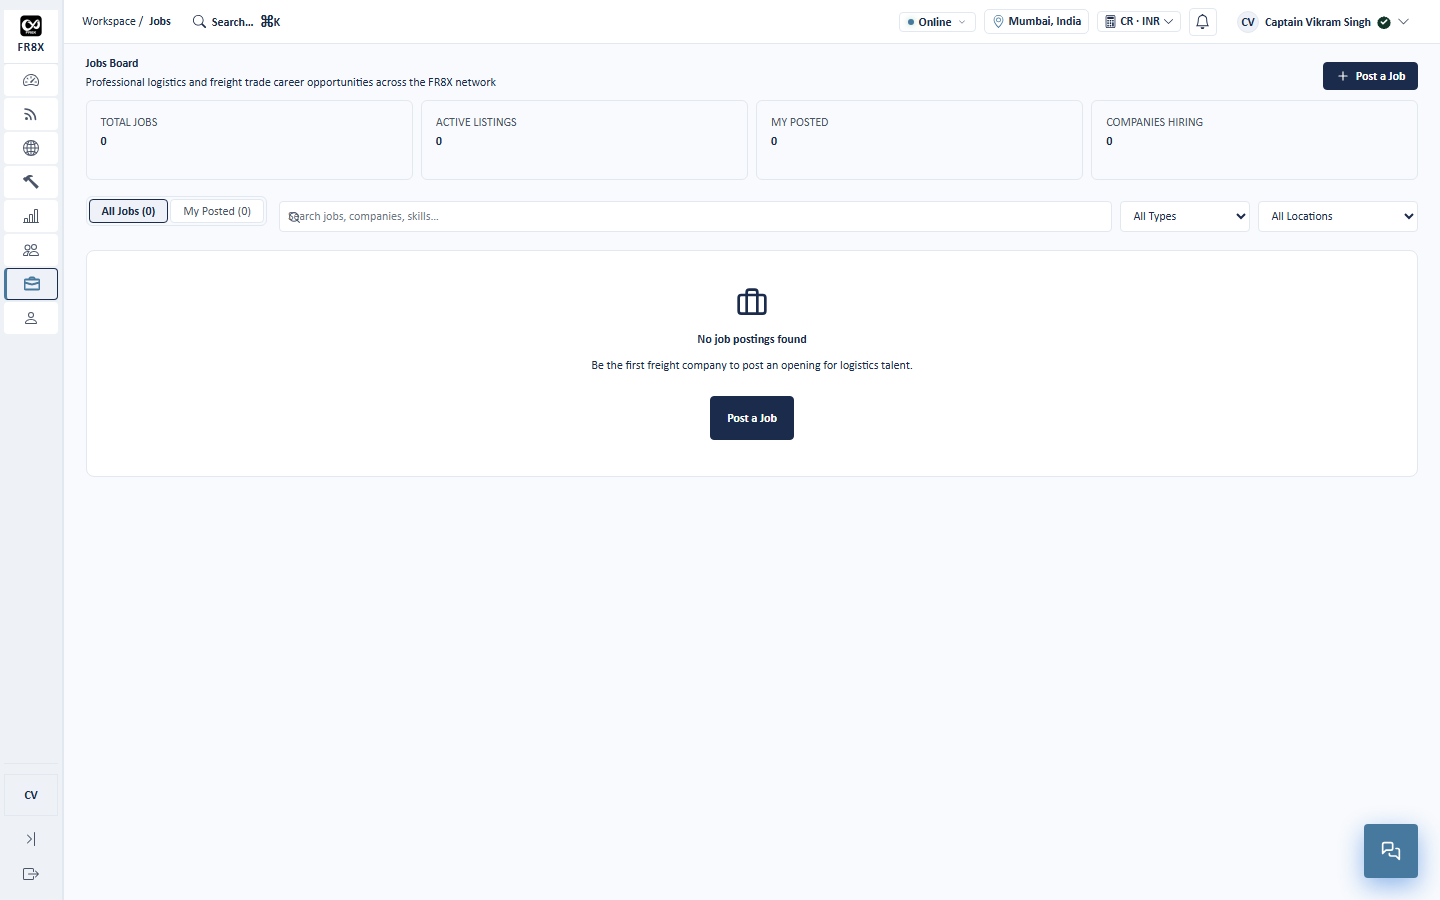 FR8X
Workspace / Jobs
Search... ⌘K
Online
Mumbai, India
CR · INR
CV
Captain Vikram Singh
Jobs Board
Professional logistics and freight trade career opportunities across the FR8X network
Post a Job
TOTAL JOBS
0
ACTIVE LISTINGS
0
MY POSTED
0
COMPANIES HIRING
0
All Jobs (0)
My Posted (0)
Search jobs, companies, skills...
All Types
All Locations
No job postings found
Be the first freight company to post an opening for logistics talent.
Post a Job
CV